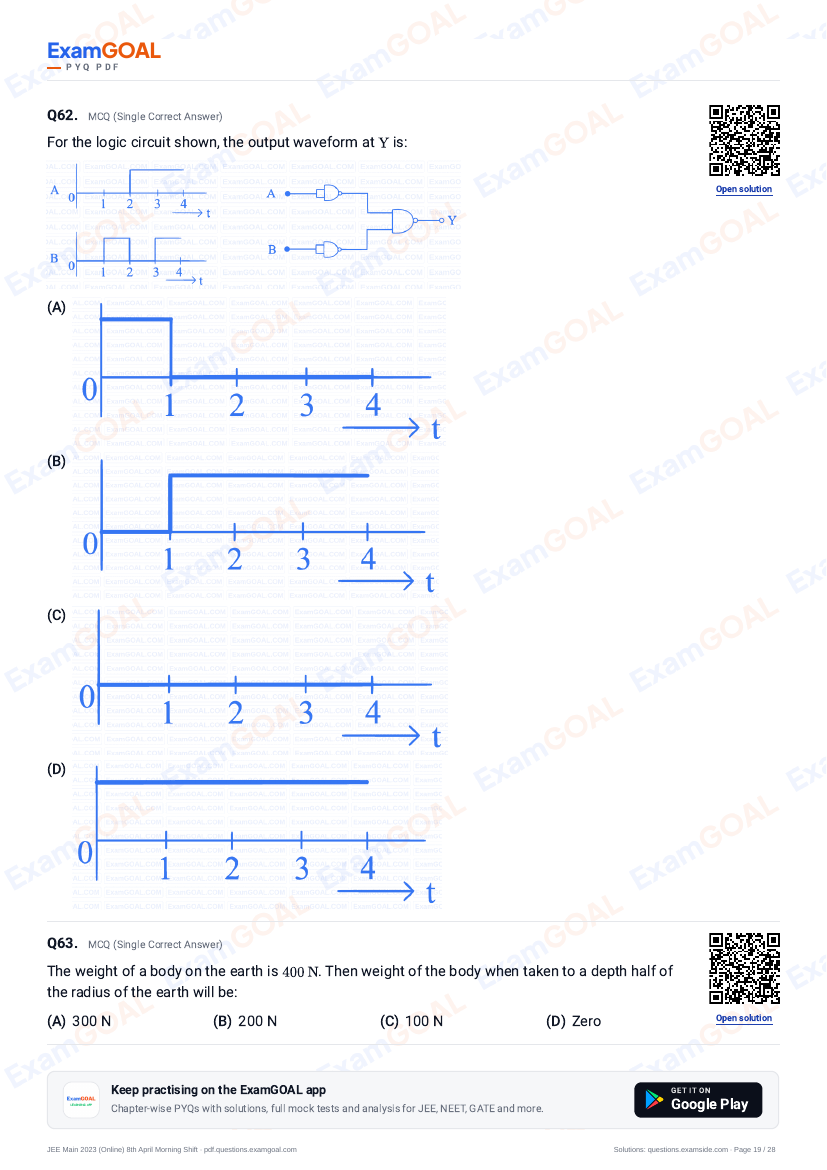 ExamGOAL
PYQ PDF
Q62. MCQ (Single Correct Answer)
For the logic circuit shown, the output waveform at Y is:
Open solution
A 0 1 2 3 4 t
B 0 1 2 3 4 t
A
B
Y
(A)
0 1 2 3 4
t
(B)
0 1 2 3 4
t
(C)
0 1 2 3 4
t
(D)
0 1 2 3 4
t
Q63. MCQ (Single Correct Answer)
The weight of a body on the earth is 400 N. Then weight of the body when taken to a depth half of
the radius of the earth will be:
Open solution
(A) 300 N (B) 200 N (C) 100 N (D) Zero
ExamGOAL
Keep practising on the ExamGOAL app
Chapter-wise PYQs with solutions, full mock tests and analysis for JEE, NEET, GATE and more.
GET IT ON
Google Play
JEE Main 2023 (Online) 8th April Morning Shift · pdf.questions.examgoal.com
Solutions: questions.examside.com · Page 19 / 28